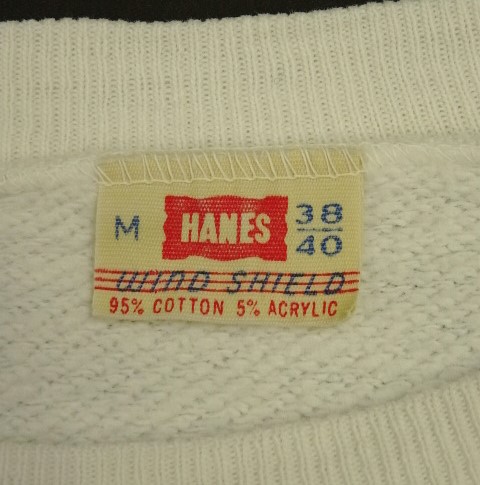 M HANES 38/40
WIND SHIELD
95% COTTON 5% ACRYLIC